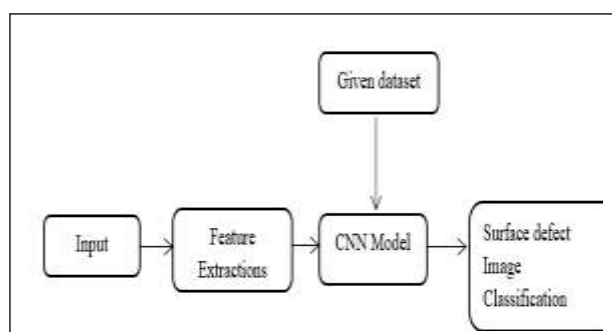 Given dataset
Input
Feature
Extractions
CNN Model
Surface defect
Image
Classification